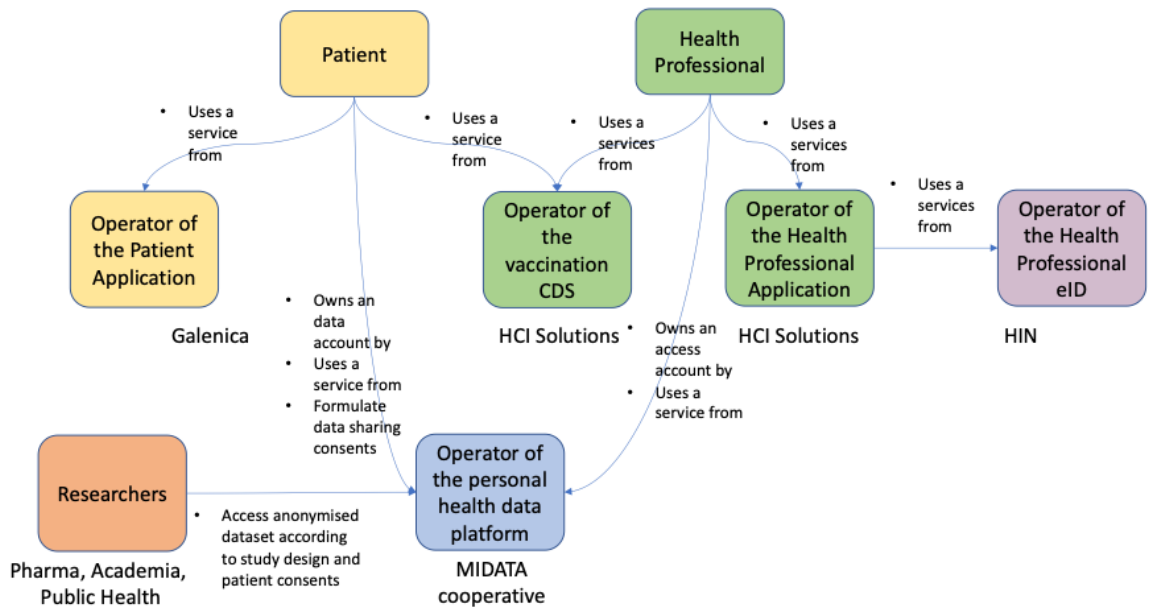 Patient
Health
Professional
• Uses a
service
from
• Uses a
service
from
• Uses a
services
from
• Uses a
services
from
• Uses a
services
from
Operator of
the Patient
Application
Galenica
Operator of
the
vaccination
CDS
HCI Solutions
Operator of
the Health
Professional
Application
HCI Solutions
Operator of
the Health
Professional
eID
HIN
• Owns an
data
account by
• Uses a
service from
• Formulate
data sharing
consents
• Owns an
access
account by
• Uses a
service from
Researchers
Pharma, Academia,
Public Health
• Access anonymised
dataset according
to study design and
patient consents
Operator of
the personal
health data
platform
MIDATA
cooperative